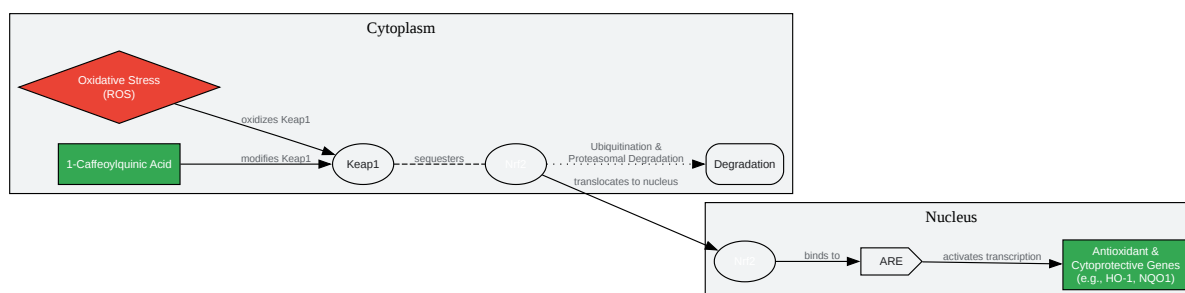 Cytoplasm
Oxidative Stress
(ROS)
oxidizes Keap1
1-Caffeoylquinic Acid
modifies Keap1
Keap1
sequesters
Nrf2
Ubiquitination &
Proteasomal Degradation
Degradation
translocates to nucleus
Nucleus
Nrf2
binds to
ARE
activates transcription
Antioxidant &
Cytoprotective Genes
(e.g., HO-1, NQO1)